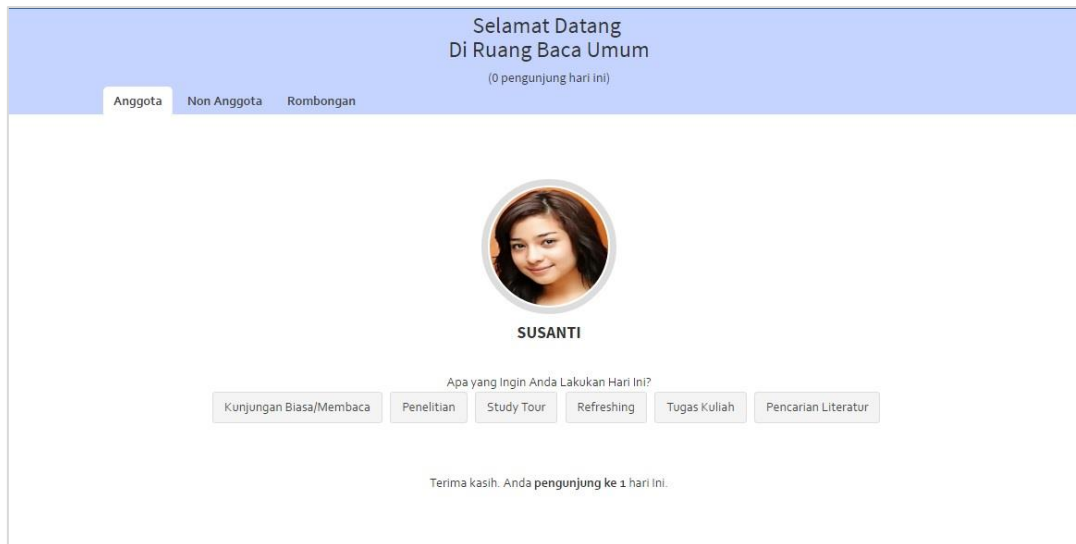 Selamat Datang
Di Ruang Baca Umum
(0 pengunjung hari ini)
Anggota Non Anggota Rombongan
SUSANTI
Apa yang Ingin Anda Lakukan Hari Ini?
Kunjungan Biasa/Membaca Penelitian Study Tour Refreshing Tugas Kuliah Pencarian Literatur
Terima kasih. Anda pengunjung ke 1 hari ini.